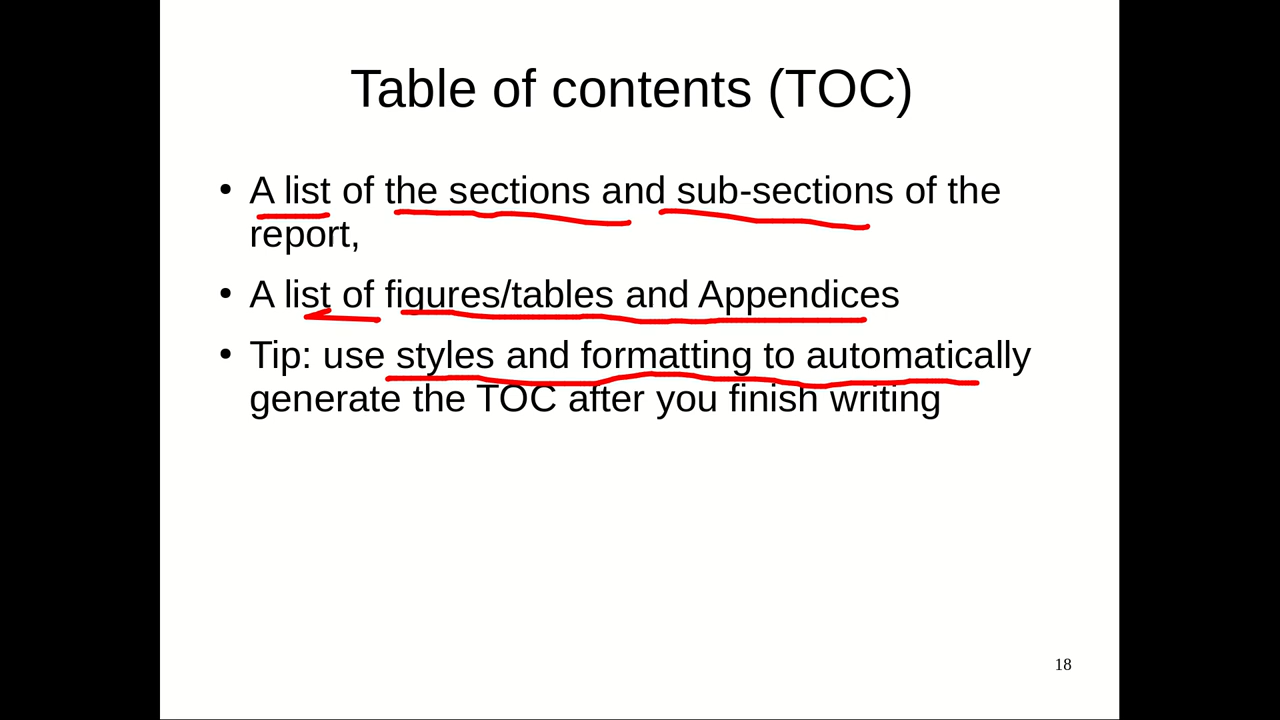 Table of contents (TOC)
• A list of the sections and sub-sections of the
report,
• A list of figures/tables and Appendices
• Tip: use styles and formatting to automatically
generate the TOC after you finish writing
18